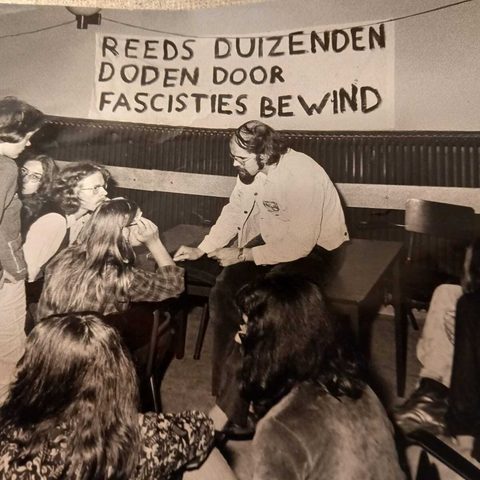 REEDS DUIZENDEN
DODEN DOOR
FASCISTIES BEWIND